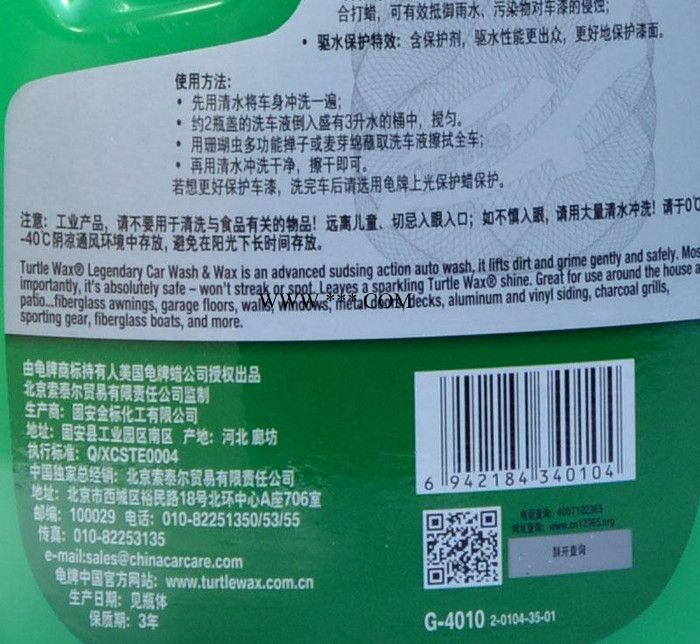 合打蜡，可有效抵御雨水、污染物对车漆的侵蚀；
• 驱水保护特效：含保护剂，驱水性能更出众，更好地保护漆面。
使用方法：
• 先用清水将车身冲洗一遍；
• 约2瓶盖的洗车液倒入盛有3升水的桶中，搅匀。
• 用珊瑚虫多功能掸子或麦芽绵蘸取洗车液擦拭全车；
• 再用清水冲洗干净，擦干即可。
若想更好保护车漆，洗完车后请选用龟牌上光保护蜡保护。
注意：工业产品，请不要用于清洗与食品有关的物品！远离儿童、切忌入眼入口；如不慎入眼，请用大量清水冲洗！请于0℃
-40℃阴凉通风环境中存放，避免在阳光下长时间存放。
Turtle Wax® Legendary Car Wash & Wax is an advanced sudsing action auto wash, it lifts dirt and grime gently and safely. Mos
importantly, it's absolutely safe – won't streak or spot. Leaves a sparkling Turtle Wax® shine. Great for use around the house a
patio...fiberglass awnings, garage floors, walls, windows, metal doors, decks, aluminum and vinyl siding, charcoal grills,
sporting gear, fiberglass boats, and more.
WWW.***.COM
由龟牌商标持有人美国龟牌蜡公司授权出品
北京索泰尔贸易有限责任公司监制
生产商：固安金标化工有限公司
地址：固安县工业园区南区 产地：河北 廊坊
执行标准：Q/XCSTE0004
中国独家总经销：北京索泰尔贸易有限责任公司
地址：北京市西城区裕民路18号北环中心A座706室
邮编：100029 电话：010-82251350/53/55
传真：010-82253135
e-mail:sales@chinacarcare.com
龟牌中国官方网站：www.turtlewax.com.cn
生产日期：见瓶体
保质期：3年
6 942184 340104
电话查询：4007102365
网址查询：www.cn12365.org
刮开查询
G-4010 2-0104-35-01